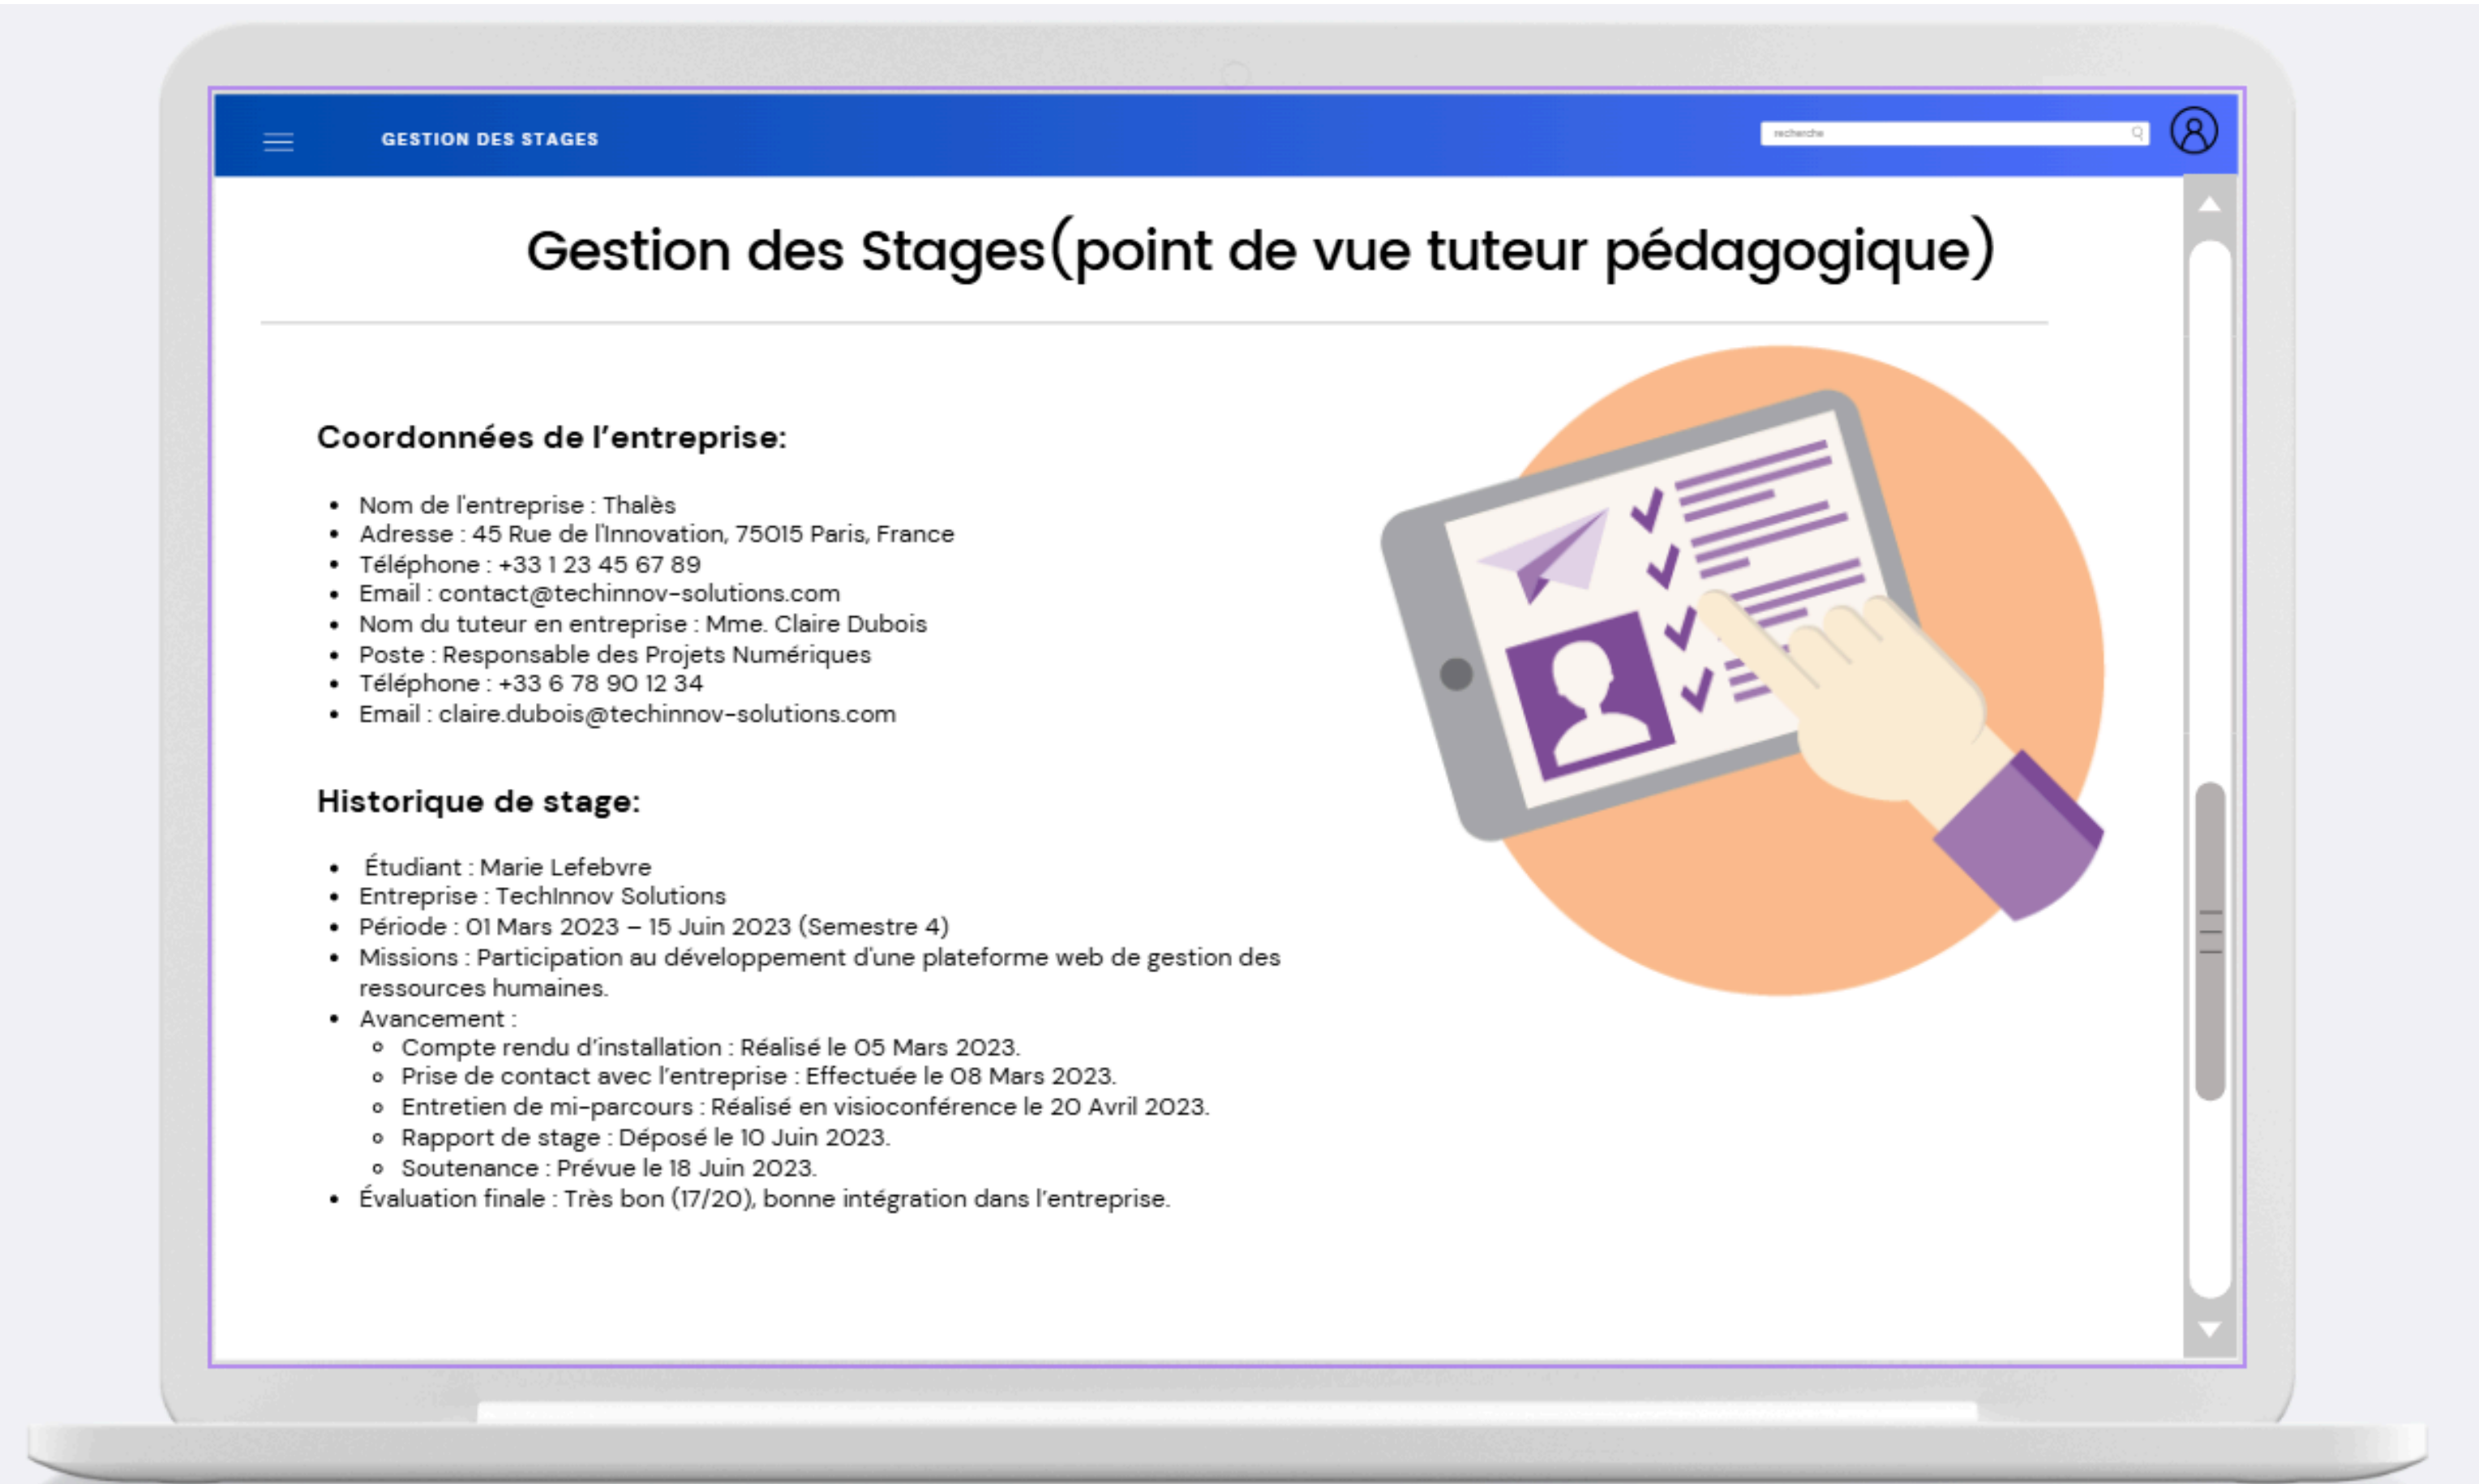 GESTION DES STAGES
recherche
Gestion des Stages(point de vue tuteur pédagogique)
Coordonnées de l'entreprise:
• Nom de l'entreprise : Thalès
• Adresse : 45 Rue de l'Innovation, 75015 Paris, France
• Téléphone : +33 1 23 45 67 89
• Email : contact@techinnov-solutions.com
• Nom du tuteur en entreprise : Mme. Claire Dubois
• Poste : Responsable des Projets Numériques
• Téléphone : +33 6 78 90 12 34
• Email : claire.dubois@techinnov-solutions.com
Historique de stage:
• Étudiant : Marie Lefebvre
• Entreprise : TechInnov Solutions
• Période : 01 Mars 2023 – 15 Juin 2023 (Semestre 4)
• Missions : Participation au développement d'une plateforme web de gestion des
ressources humaines.
• Avancement :
◦ Compte rendu d'installation : Réalisé le 05 Mars 2023.
◦ Prise de contact avec l'entreprise : Effectuée le 08 Mars 2023.
◦ Entretien de mi-parcours : Réalisé en visioconférence le 20 Avril 2023.
◦ Rapport de stage : Déposé le 10 Juin 2023.
◦ Soutenance : Prévue le 18 Juin 2023.
• Évaluation finale : Très bon (17/20), bonne intégration dans l'entreprise.